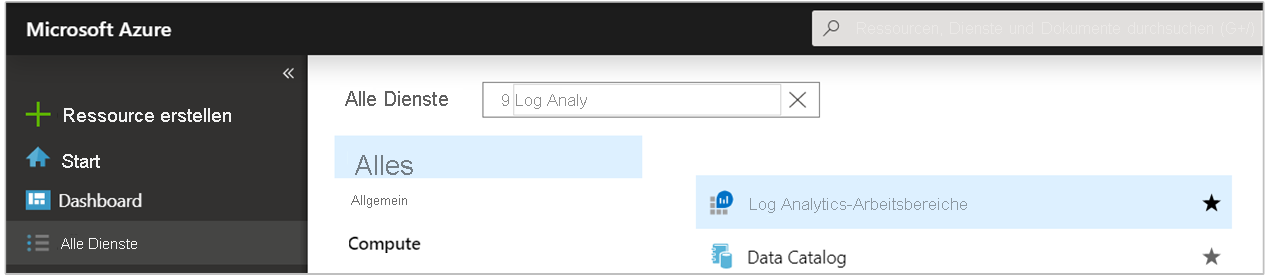 Microsoft Azure
Ressourcen, Dienste und Dokumente durchsuchen (G+/)
«
Ressource erstellen
Start
Dashboard
Alle Dienste
Alle Dienste
9 Log Analy
Alles
Allgemein
Compute
Log Analytics-Arbeitsbereiche
Data Catalog